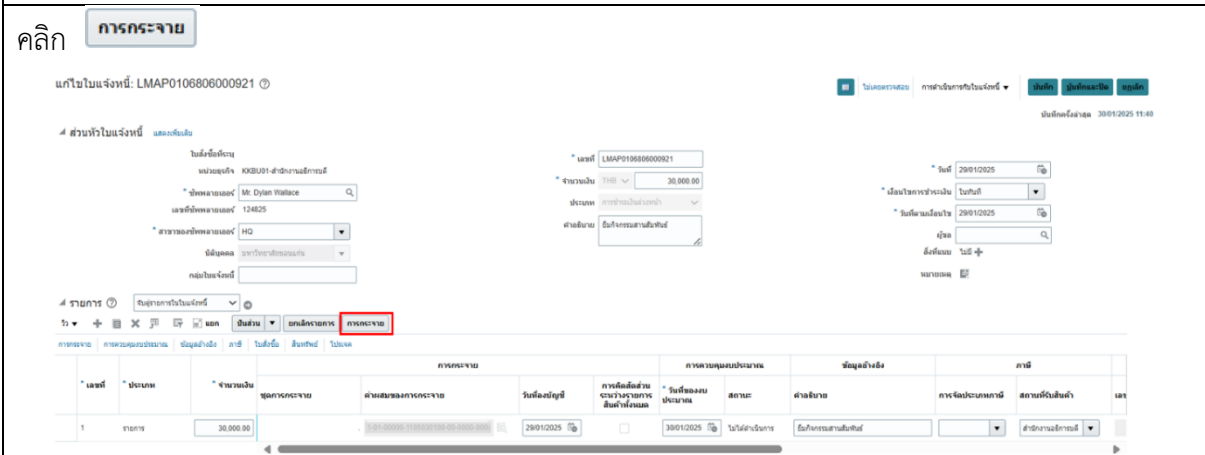 คลิก การกระจาย
แก้ไขใบแจ้งหนี้: LMAP0106806000921
ไม่เคยตรวจสอบ การดำเนินการกับใบแจ้งหนี้ บันทึก บันทึกและปิด ยกเลิก
บันทึกครั้งล่าสุด 30/01/2025 11:40
ส่วนหัวใบแจ้งหนี้ แสดงเพิ่มเติม
ใบสั่งซื้อที่ระบุ
หน่วยธุรกิจ KKBU01-สำนักงานอธิการบดี
* ซัพพลายเออร์ Mr. Dylan Wallace
เลขที่ซัพพลายเออร์ 124825
* สาขาของซัพพลายเออร์ HQ
นิติบุคคล มหาวิทยาลัยขอนแก่น
กลุ่มใบแจ้งหนี้
* เลขที่ LMAP0106806000921
* จำนวนเงิน THB 30,000.00
ประเภท การชำระเงินล่วงหน้า
คำอธิบาย ยืมกิจกรรมสานสัมพันธ์
* วันที่ 29/01/2025
* เงื่อนไขการชำระเงิน ในทันที
* วันที่ตามเงื่อนไข 29/01/2025
ผู้ขอ
สิ่งที่แนบ ไม่มี
หมายเหตุ
รายการ จับคู่รายการในใบแจ้งหนี้
วิว แยก ปันส่วน ยกเลิกรายการ การกระจาย
การกระจาย การควบคุมงบประมาณ ข้อมูลอ้างอิง ภาษี ใบสั่งซื้อ สินทรัพย์ โปรเจค
การกระจาย การควบคุมงบประมาณ ข้อมูลอ้างอิง ภาษี
* เลขที่ * ประเภท * จำนวนเงิน ชุดการกระจาย ค่าผสมของการกระจาย วันที่ลงบัญชี การคิดสัดส่วนระหว่างรายการสินค้าทั้งหมด * วันที่ของงบประมาณ สถานะ คำอธิบาย การจัดประเภทภาษี สถานที่รับสินค้า เลข
1 รายการ 30,000.00 29/01/2025 30/01/2025 ไม่ได้ดำเนินการ ยืมกิจกรรมสานสัมพันธ์ สำนักงานอธิการบดี